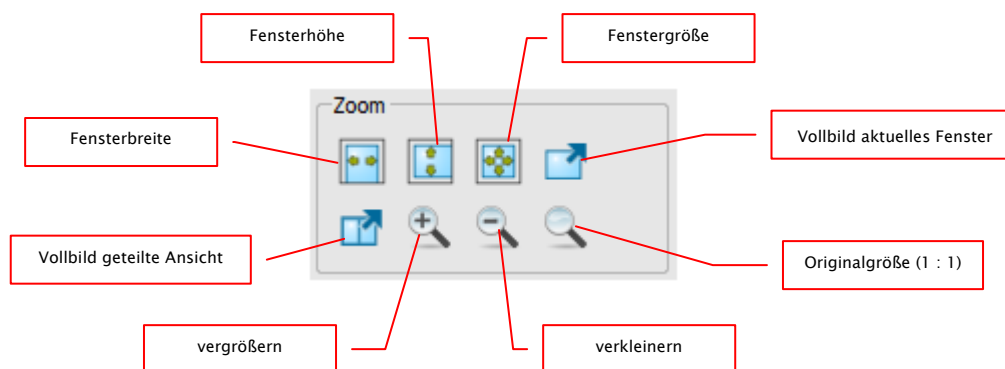 Fensterhöhe
Fenstergröße
Zoom
Fensterbreite
Vollbild aktuelles Fenster
Vollbild geteilte Ansicht
Originalgröße (1 : 1)
vergrößern
verkleinern